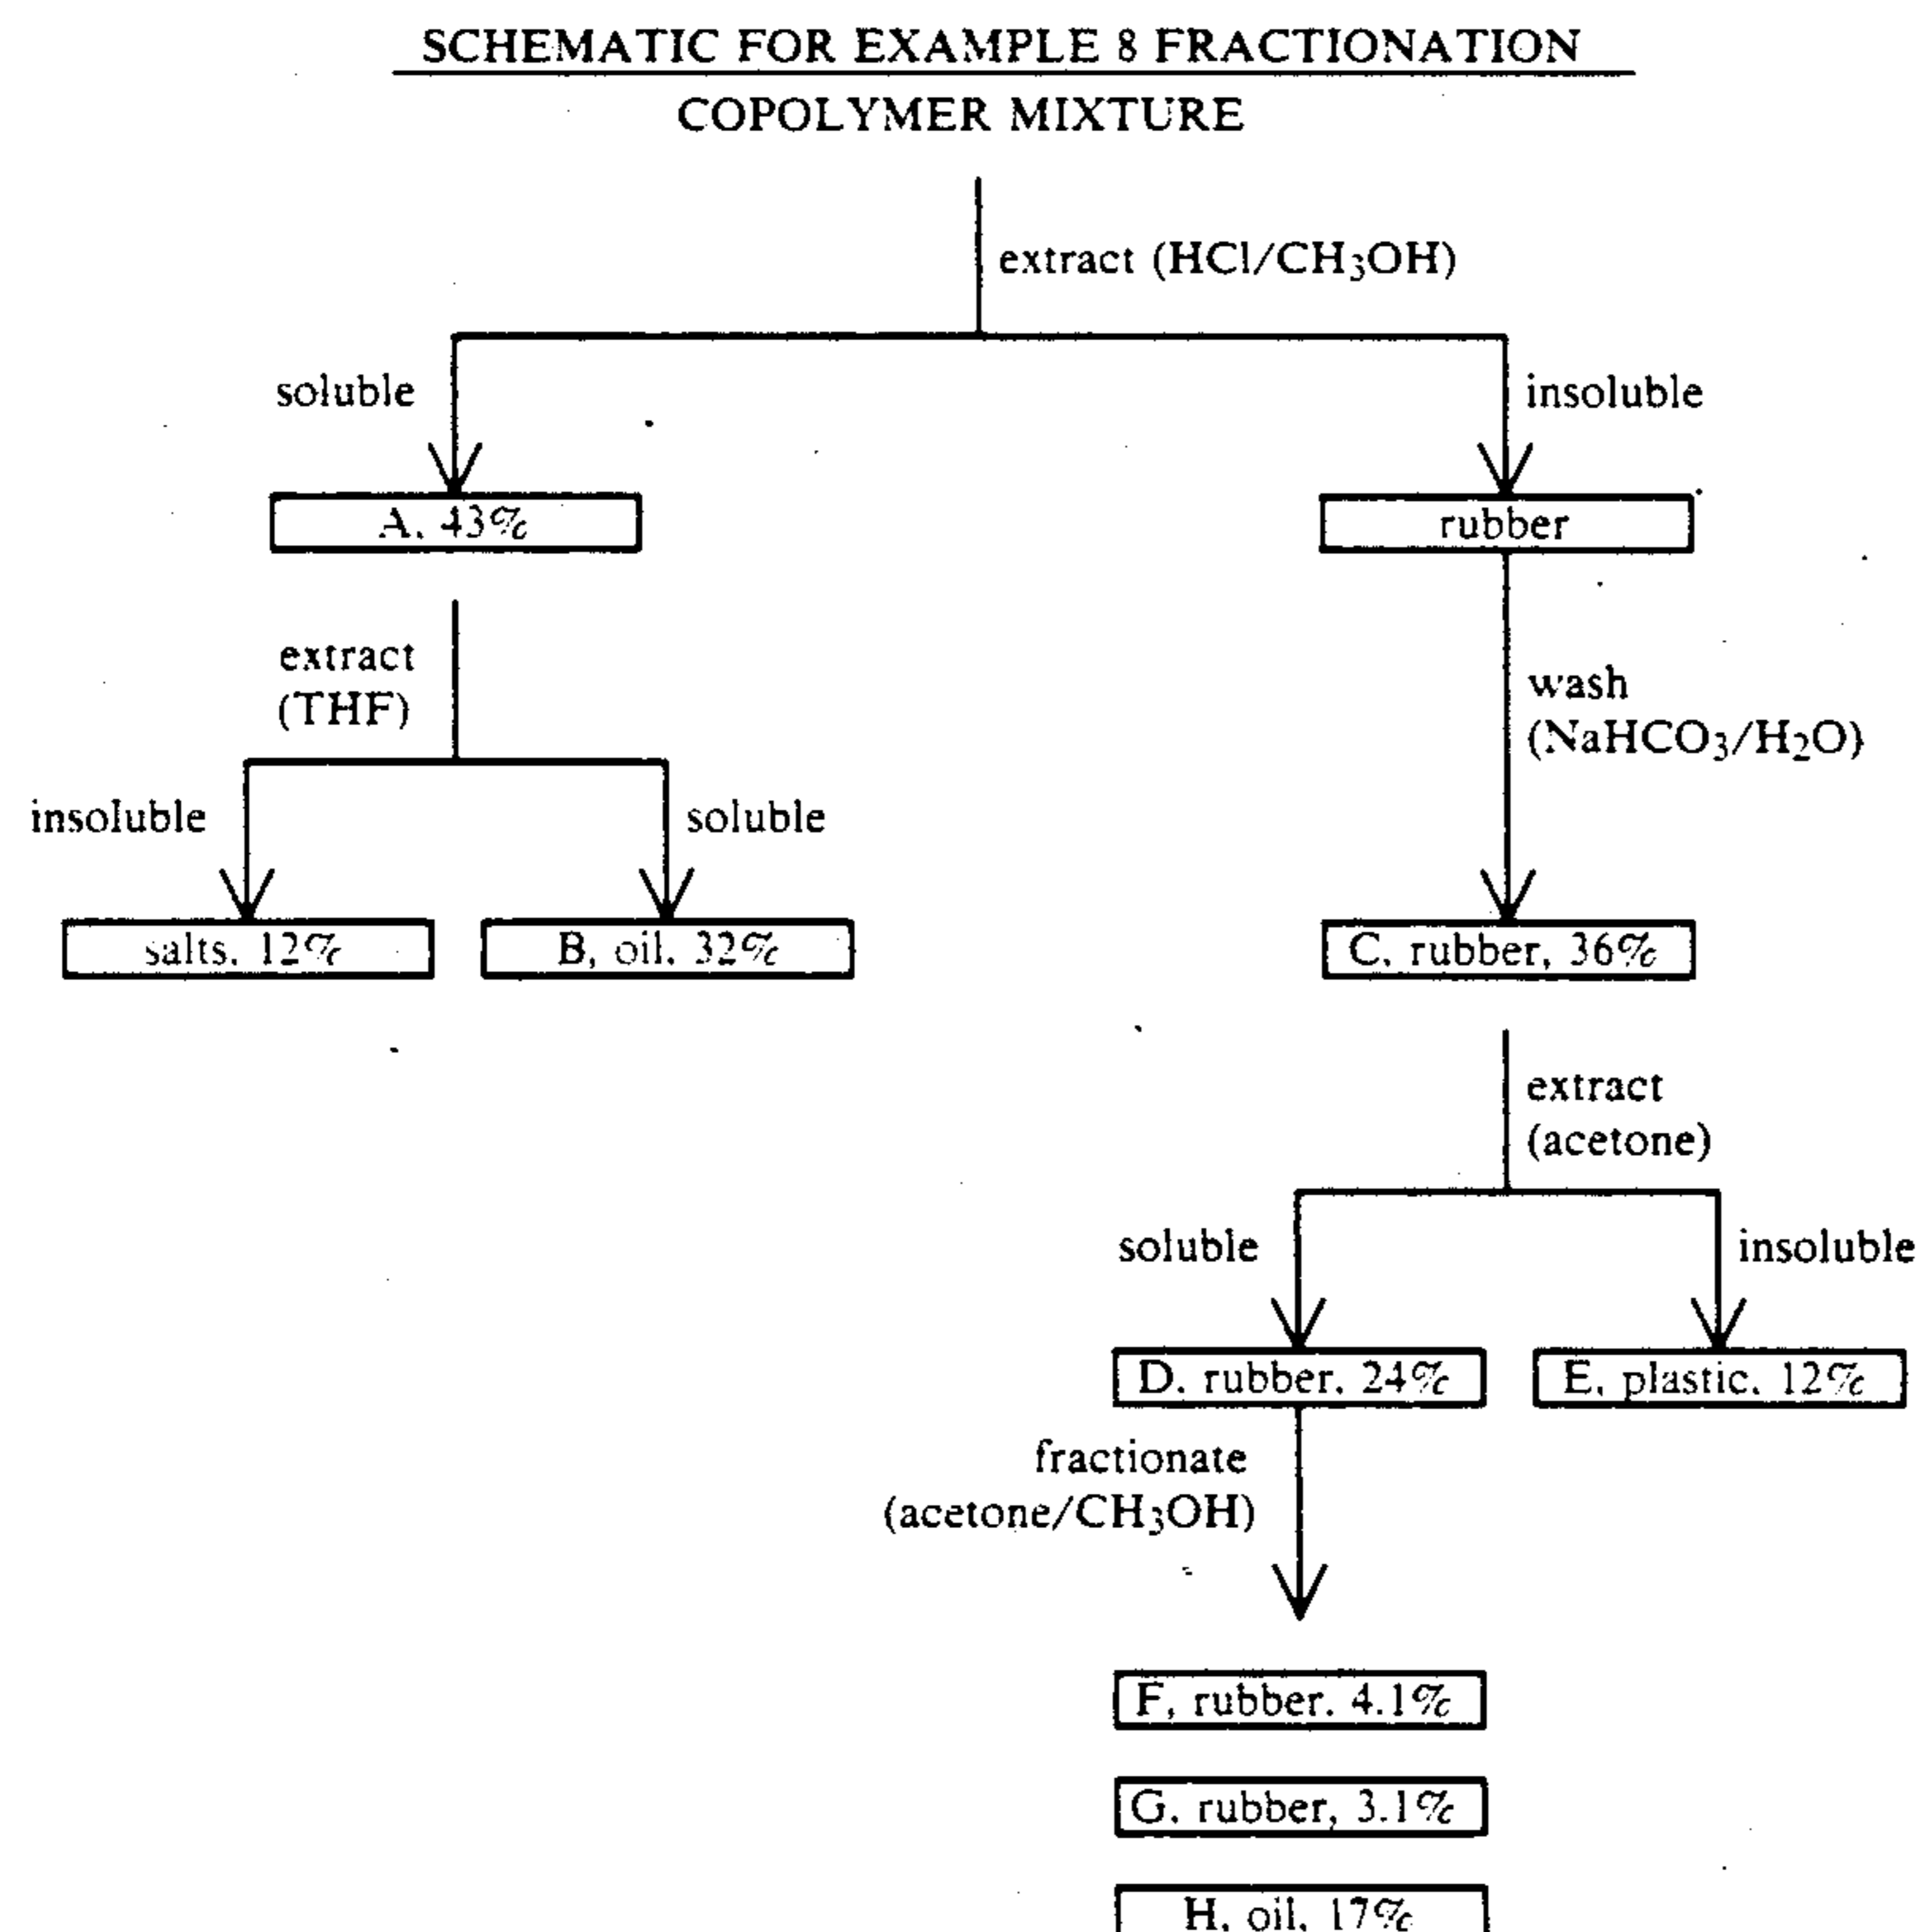 SCHEMATIC FOR EXAMPLE 8 FRACTIONATION
COPOLYMER MIXTURE
extract (HCl/CH₃OH)
soluble
insoluble
A, 43%
rubber
extract
(THF)
wash
(NaHCO₃/H₂O)
insoluble
soluble
salts, 12%
B, oil, 32%
C, rubber, 36%
extract
(acetone)
soluble
insoluble
D, rubber, 24%
E, plastic, 12%
fractionate
(acetone/CH₃OH)
F, rubber, 4.1%
G, rubber, 3.1%
H, oil, 17%